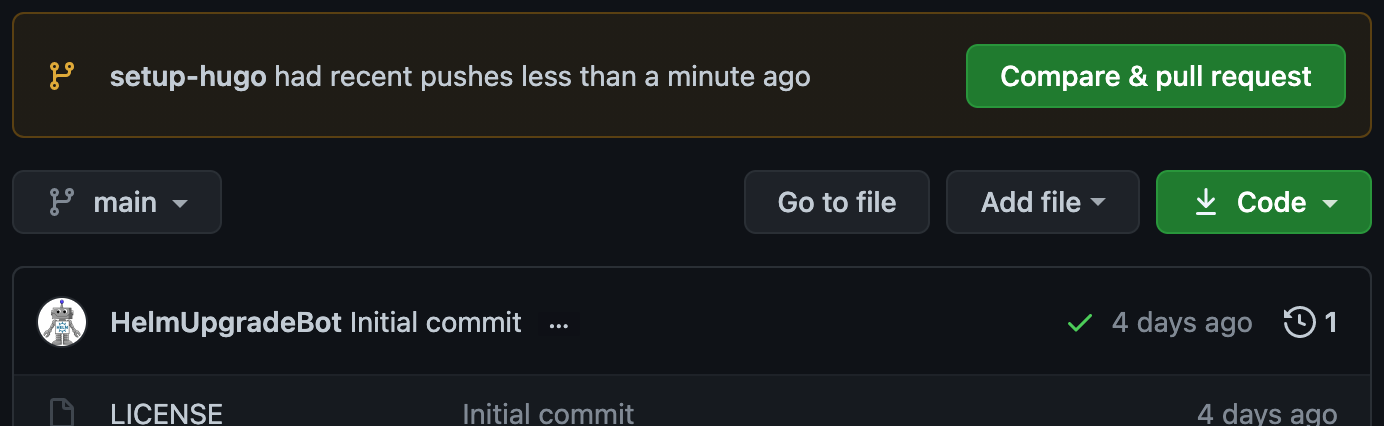 setup-hugo had recent pushes less than a minute ago Compare & pull request
main Go to file Add file Code
HelmUpgradeBot Initial commit ... 4 days ago 1
LICENSE Initial commit 4 days ago